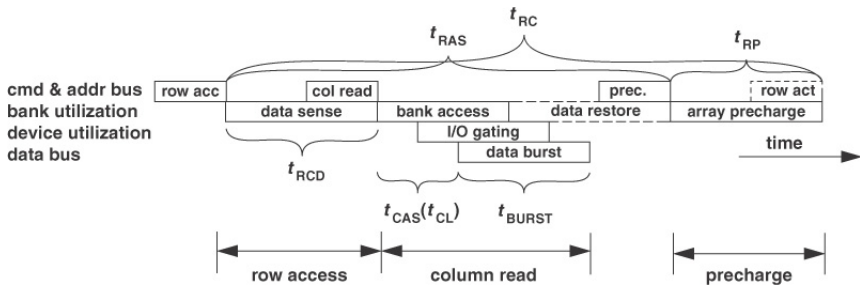 tRC
tRAS
tRP
cmd & addr bus row acc col read prec. row act
bank utilization data sense bank access data restore array precharge
device utilization I/O gating
data bus data burst
time
tRCD
tCAS(tCL) tBURST
row access column read precharge